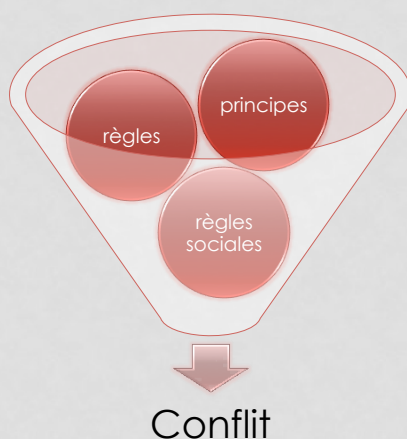 principes
règles
règles
sociales
Conflit